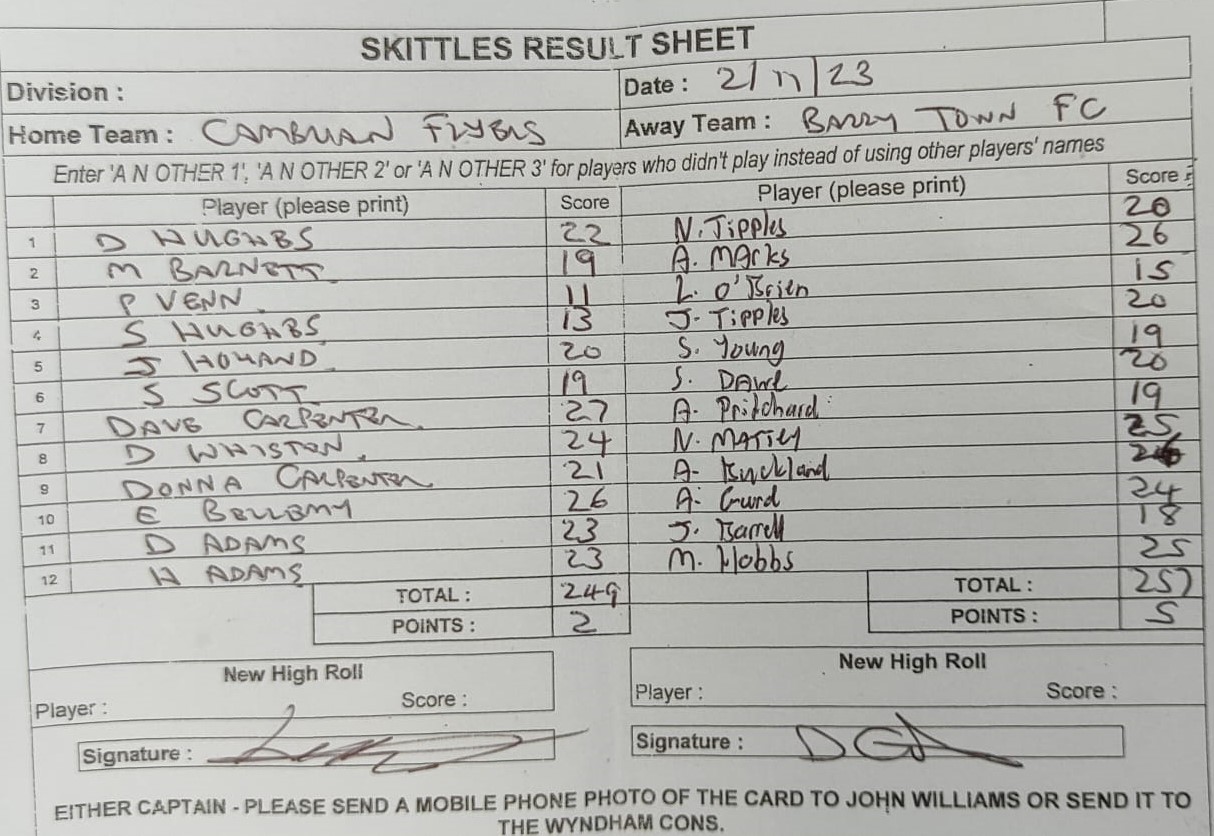 SKITTLES RESULT SHEET
Division : Date : 2/11/23
Home Team : CAMBRIAN FLYERS Away Team : BARRY TOWN FC
Enter 'A N OTHER 1', 'A N OTHER 2' or 'A N OTHER 3' for players who didn't play instead of using other players' names
Player (please print) Score Player (please print) Score
1 D HUGHES 22 N. Tipples 20
2 M BARNETT 19 A. MArks 26
3 P VENN 11 L. O'Brien 15
4 S HUGHES 13 J. Tipples 20
5 J HOLLAND 20 S. Young 19
6 S SCOTT 19 S. DAwe 20
7 DAVE CARPENTER. 27 A. Pritchard 19
8 D WHISTON. 24 N. MASSEY 25
9 DONNA CARPENTER 21 A. Buckland 26
10 E BELLEMY 26 A. Gurd 24
11 D ADAMS 23 J. Barrell 18
12 H ADAMS 23 M. Hobbs 25
TOTAL : 249 TOTAL : 257
POINTS : 2 POINTS : 5
New High Roll New High Roll
Player : Score : Player : Score :
Signature : Signature :
EITHER CAPTAIN - PLEASE SEND A MOBILE PHONE PHOTO OF THE CARD TO JOHN WILLIAMS OR SEND IT TO
THE WYNDHAM CONS.